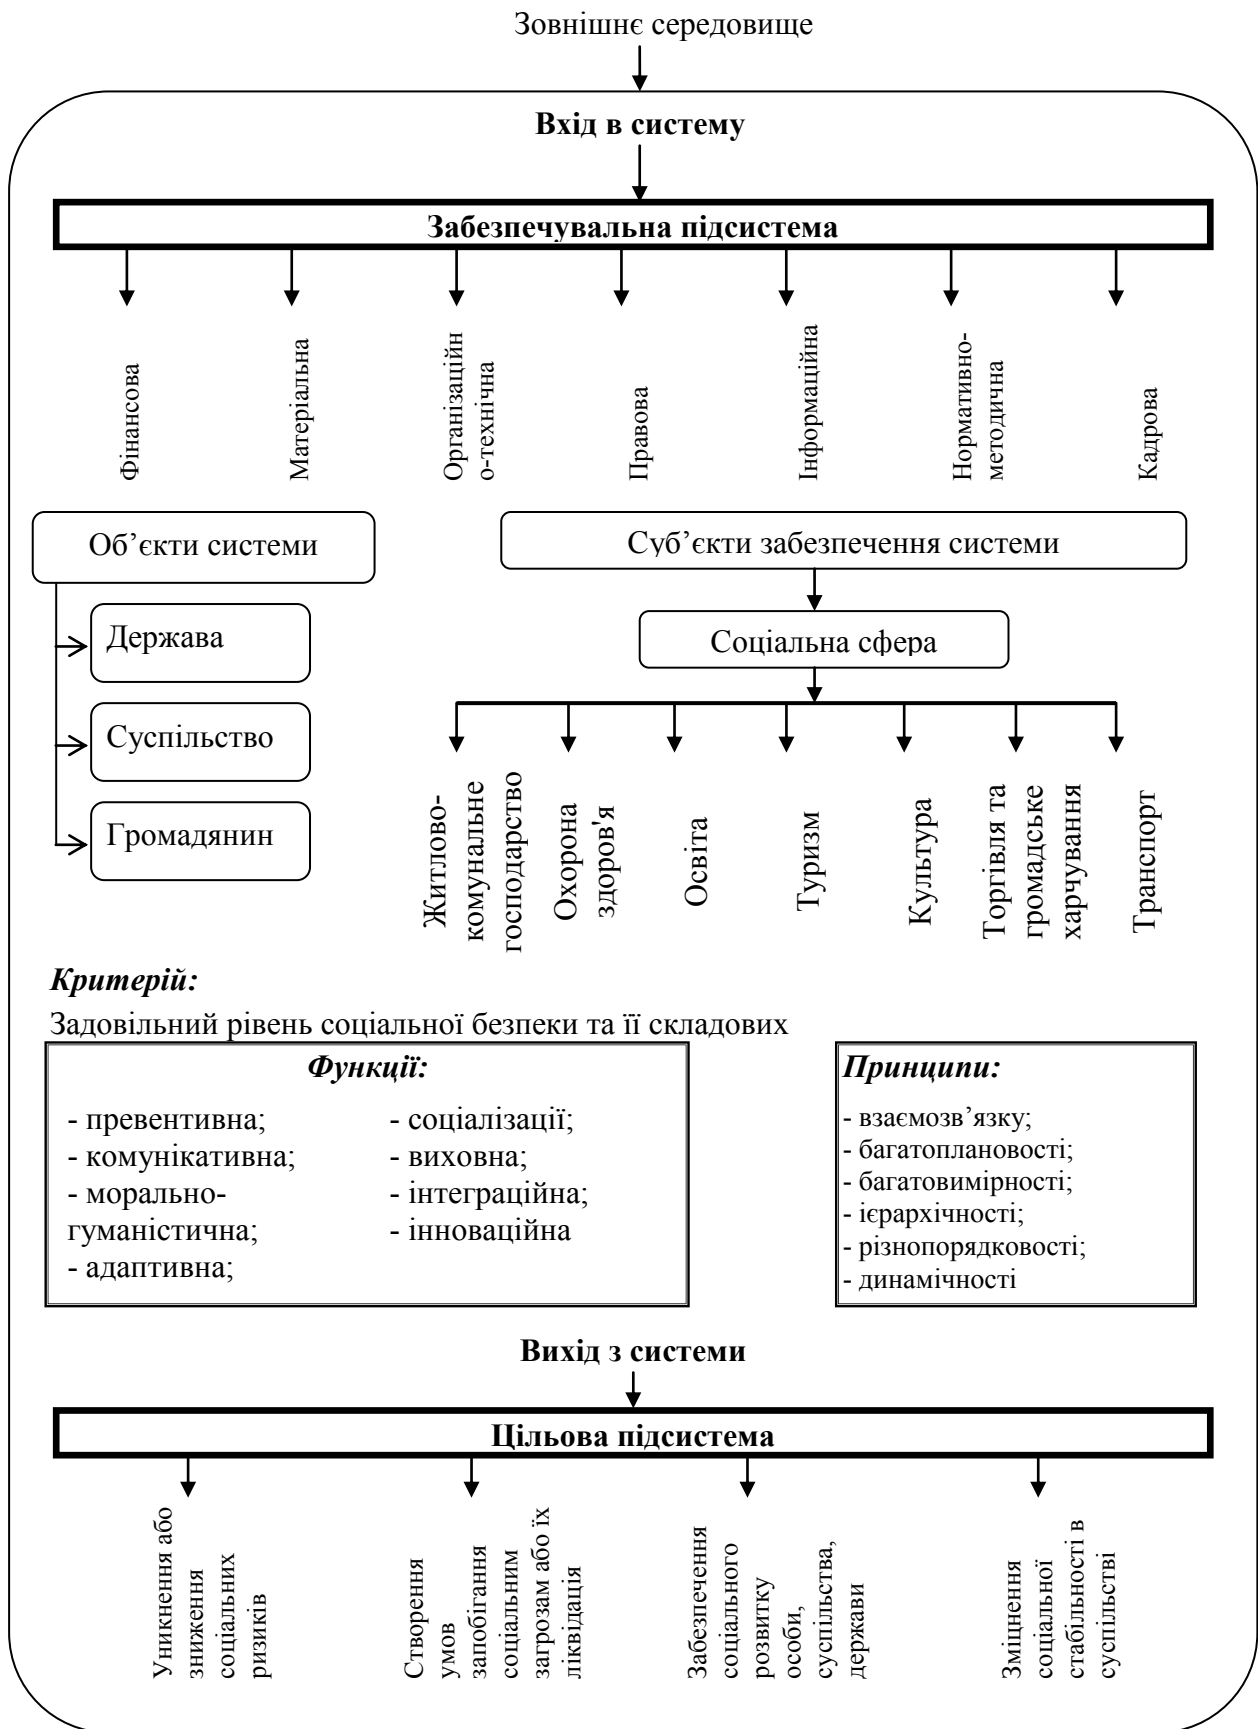 Зовнішнє середовище
Вхід в систему
Забезпечувальна підсистема
Фінансова
Матеріальна
Організаційн
о-технічна
Правова
Інформаційна
Нормативно-
методична
Кадрова
Об’єкти системи
Держава
Суспільство
Громадянин
Суб’єкти забезпечення системи
Соціальна сфера
Житлово-
комунальне
господарство
Охорона
здоров'я
Освіта
Туризм
Культура
Торгівля та
громадське
харчування
Транспорт
Критерій:
Задовільний рівень соціальної безпеки та її складових
Функції:
- превентивна;
- комунікативна;
- морально-
гуманістична;
- адаптивна;
- соціалізації;
- виховна;
- інтеграційна;
- інноваційна
Принципи:
- взаємозв’язку;
- багатоплановості;
- багатовимірності;
- ієрархічності;
- різнопорядковості;
- динамічності
Вихід з системи
Цільова підсистема
Уникнення або
зниження
соціальних
ризиків
Створення
умов
запобігання
соціальним
загрозам або їх
ліквідація
Забезпечення
соціального
розвитку
особи,
суспільства,
держави
Зміцнення
соціальної
стабільності в
суспільстві